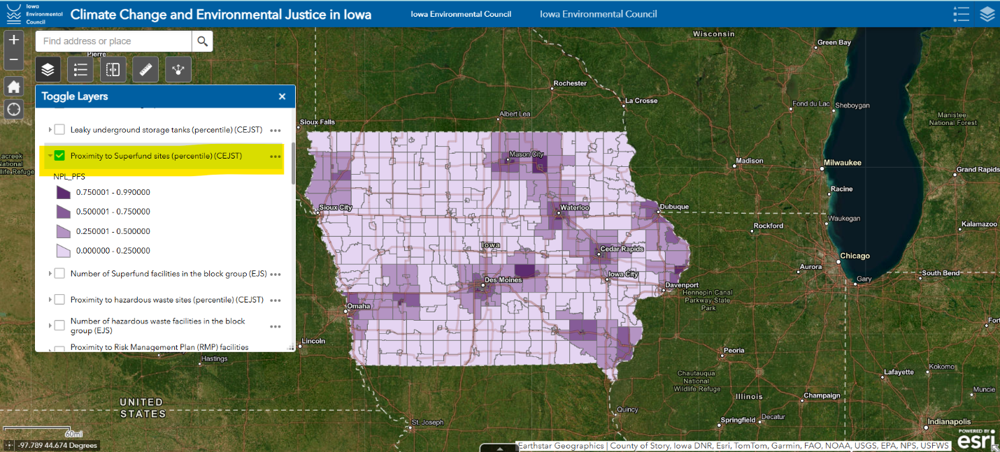 Iowa
Environmental
Council
Climate Change and Environmental Justice in Iowa
Iowa Environmental Council
Iowa Environmental Council
+
−
Find address or place
Pierre
Toggle Layers
×
Leaky underground storage tanks (percentile) (CEJST)
Proximity to Superfund sites (percentile) (CEJST)
NPL_PFS
0.750001 - 0.990000
0.500001 - 0.750000
0.250001 - 0.500000
0.000000 - 0.250000
Number of Superfund facilities in the block group (EJS)
Proximity to hazardous waste sites (percentile) (CEJST)
Number of hazardous waste facilities in the block
group (EJS)
Proximity to Risk Management Plan (RMP) facilities
National
Wisconsin
Green Bay
Rochester
La Crosse
Fond du Lac
Sheboygan
Albert Lea
Manistee
National Forest
Sioux Falls
Mason City
Madison
Milwaukee
Grand Rapids
Racine
Sioux City
Waterloo
Dubuque
Waukegan
Rockford
Kalamazoo
Iowa
Cedar Rapids
Chicago
Aurora
South Bend
Iowa City
Des Moines
Gary
Davenport
Hennepin Canal
Parkway State
Park
Omaha
Lincoln
Peoria
Hastings
Chautauqua
National
Wildlife Refuge
Lafayette
Kokomo
Muncie
Illinois
Champaign
UNITED
STATES
Quincy
St. Joseph
Springfield
Decatur
Indianapolis
60mi
-97.789 44.674 Degrees
Earthstar Geographics | County of Story, Iowa DNR, Esri, TomTom, Garmin, FAO, NOAA, USGS, EPA, NPS, USFWS
POWERED BY
esri